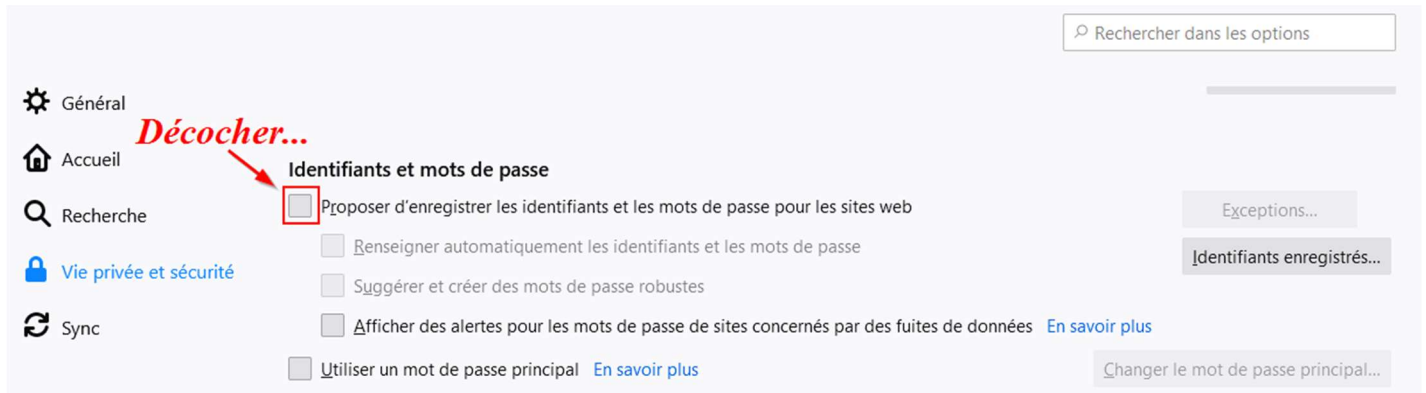 Rechercher dans les options
Général
Décocher...
Accueil
Identifiants et mots de passe
Proposer d'enregistrer les identifiants et les mots de passe pour les sites web
Exceptions...
Recherche
Renseigner automatiquement les identifiants et les mots de passe
Identifiants enregistrés...
Vie privée et sécurité
Suggérer et créer des mots de passe robustes
Sync
Afficher des alertes pour les mots de passe de sites concernés par des fuites de données En savoir plus
Utiliser un mot de passe principal En savoir plus
Changer le mot de passe principal...